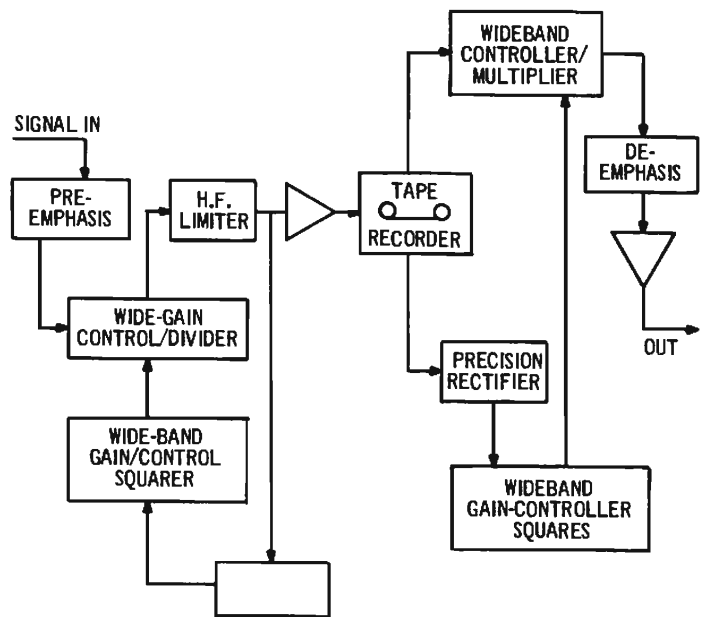 SIGNAL IN
PRE-
EMPHASIS
H.F.
LIMITER
WIDE-GAIN
CONTROL/DIVIDER
WIDE-BAND
GAIN/CONTROL
SQUARER
TAPE
RECORDER
WIDEBAND
CONTROLLER/
MULTIPLIER
DE-
EMPHASIS
OUT
PRECISION
RECTIFIER
WIDEBAND
GAIN-CONTROLLER
SQUARES